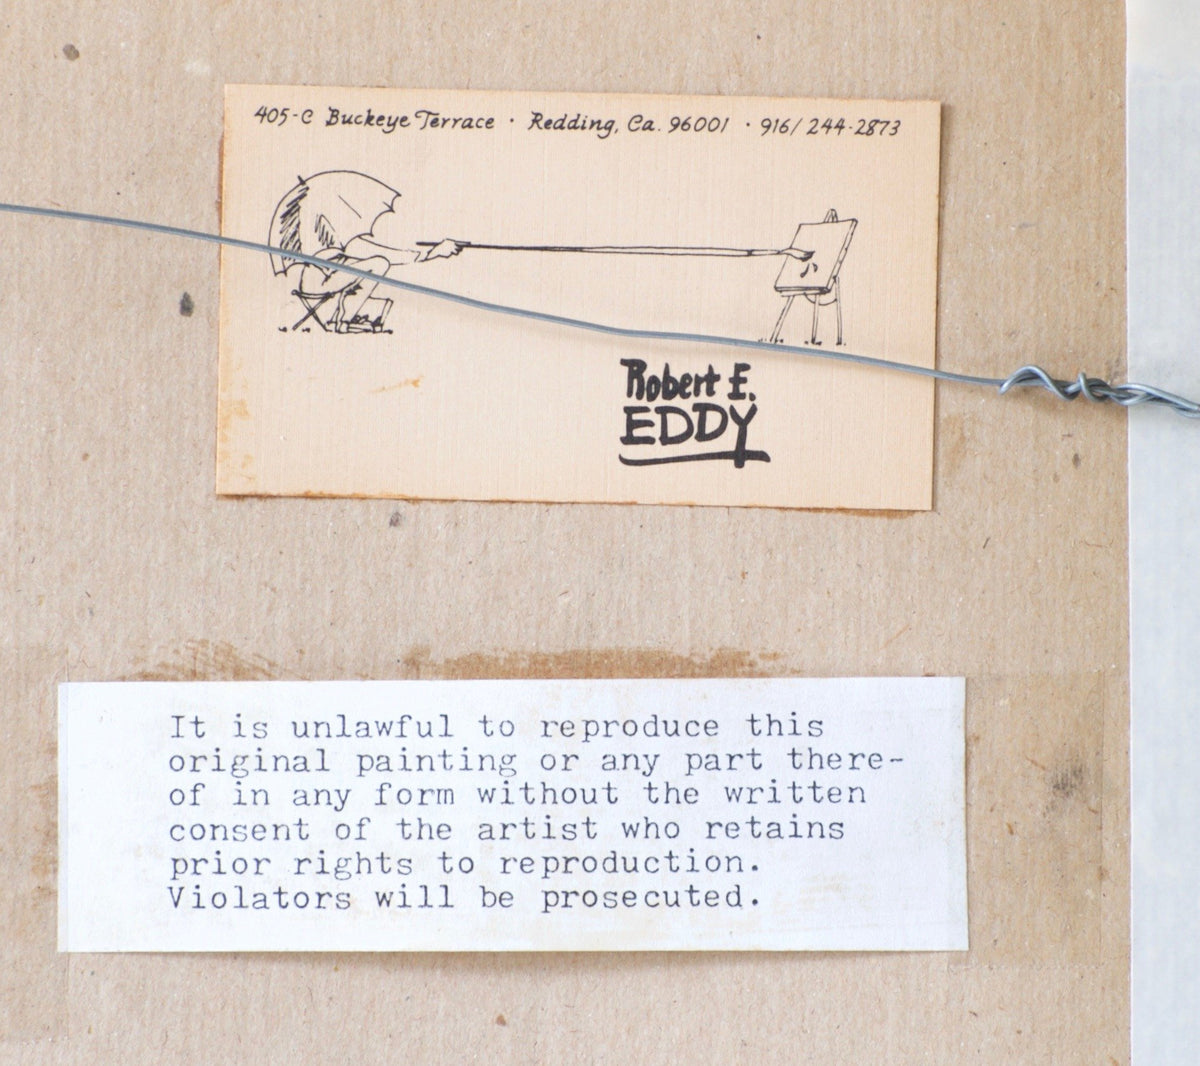 405-C Buckeye Terrace · Redding, Ca. 96001 · 916/244-2873
Robert E.
EDDY
It is unlawful to reproduce this
original painting or any part there-
of in any form without the written
consent of the artist who retains
prior rights to reproduction.
Violators will be prosecuted.